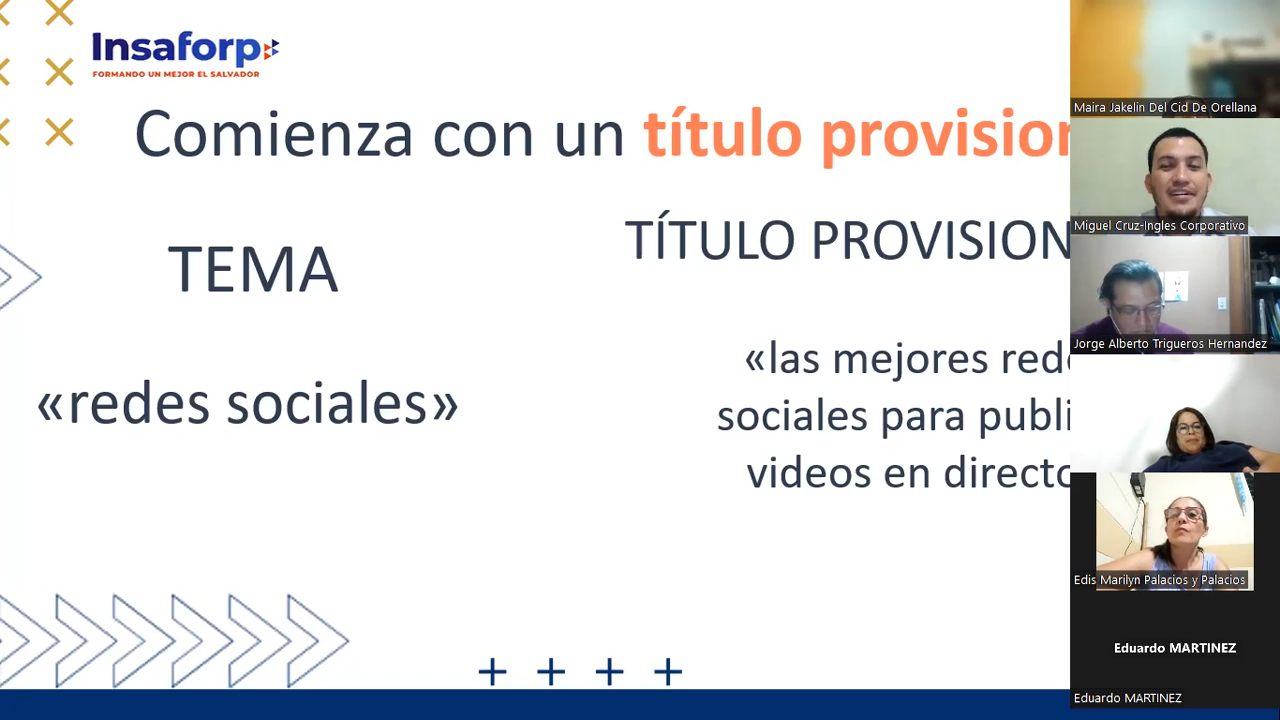 Insaforp
FORMANDO UN MEJOR EL SALVADOR
Comienza con un título provision
TEMA
«redes sociales»
TÍTULO PROVISION
«las mejores rede
sociales para publi
videos en directo
Maira Jakelin Del Cid De Orellana
Miguel Cruz-Ingles Corporativo
Jorge Alberto Trigueros Hernandez
Edis Marilyn Palacios y Palacios
Eduardo MARTINEZ
Eduardo MARTINEZ